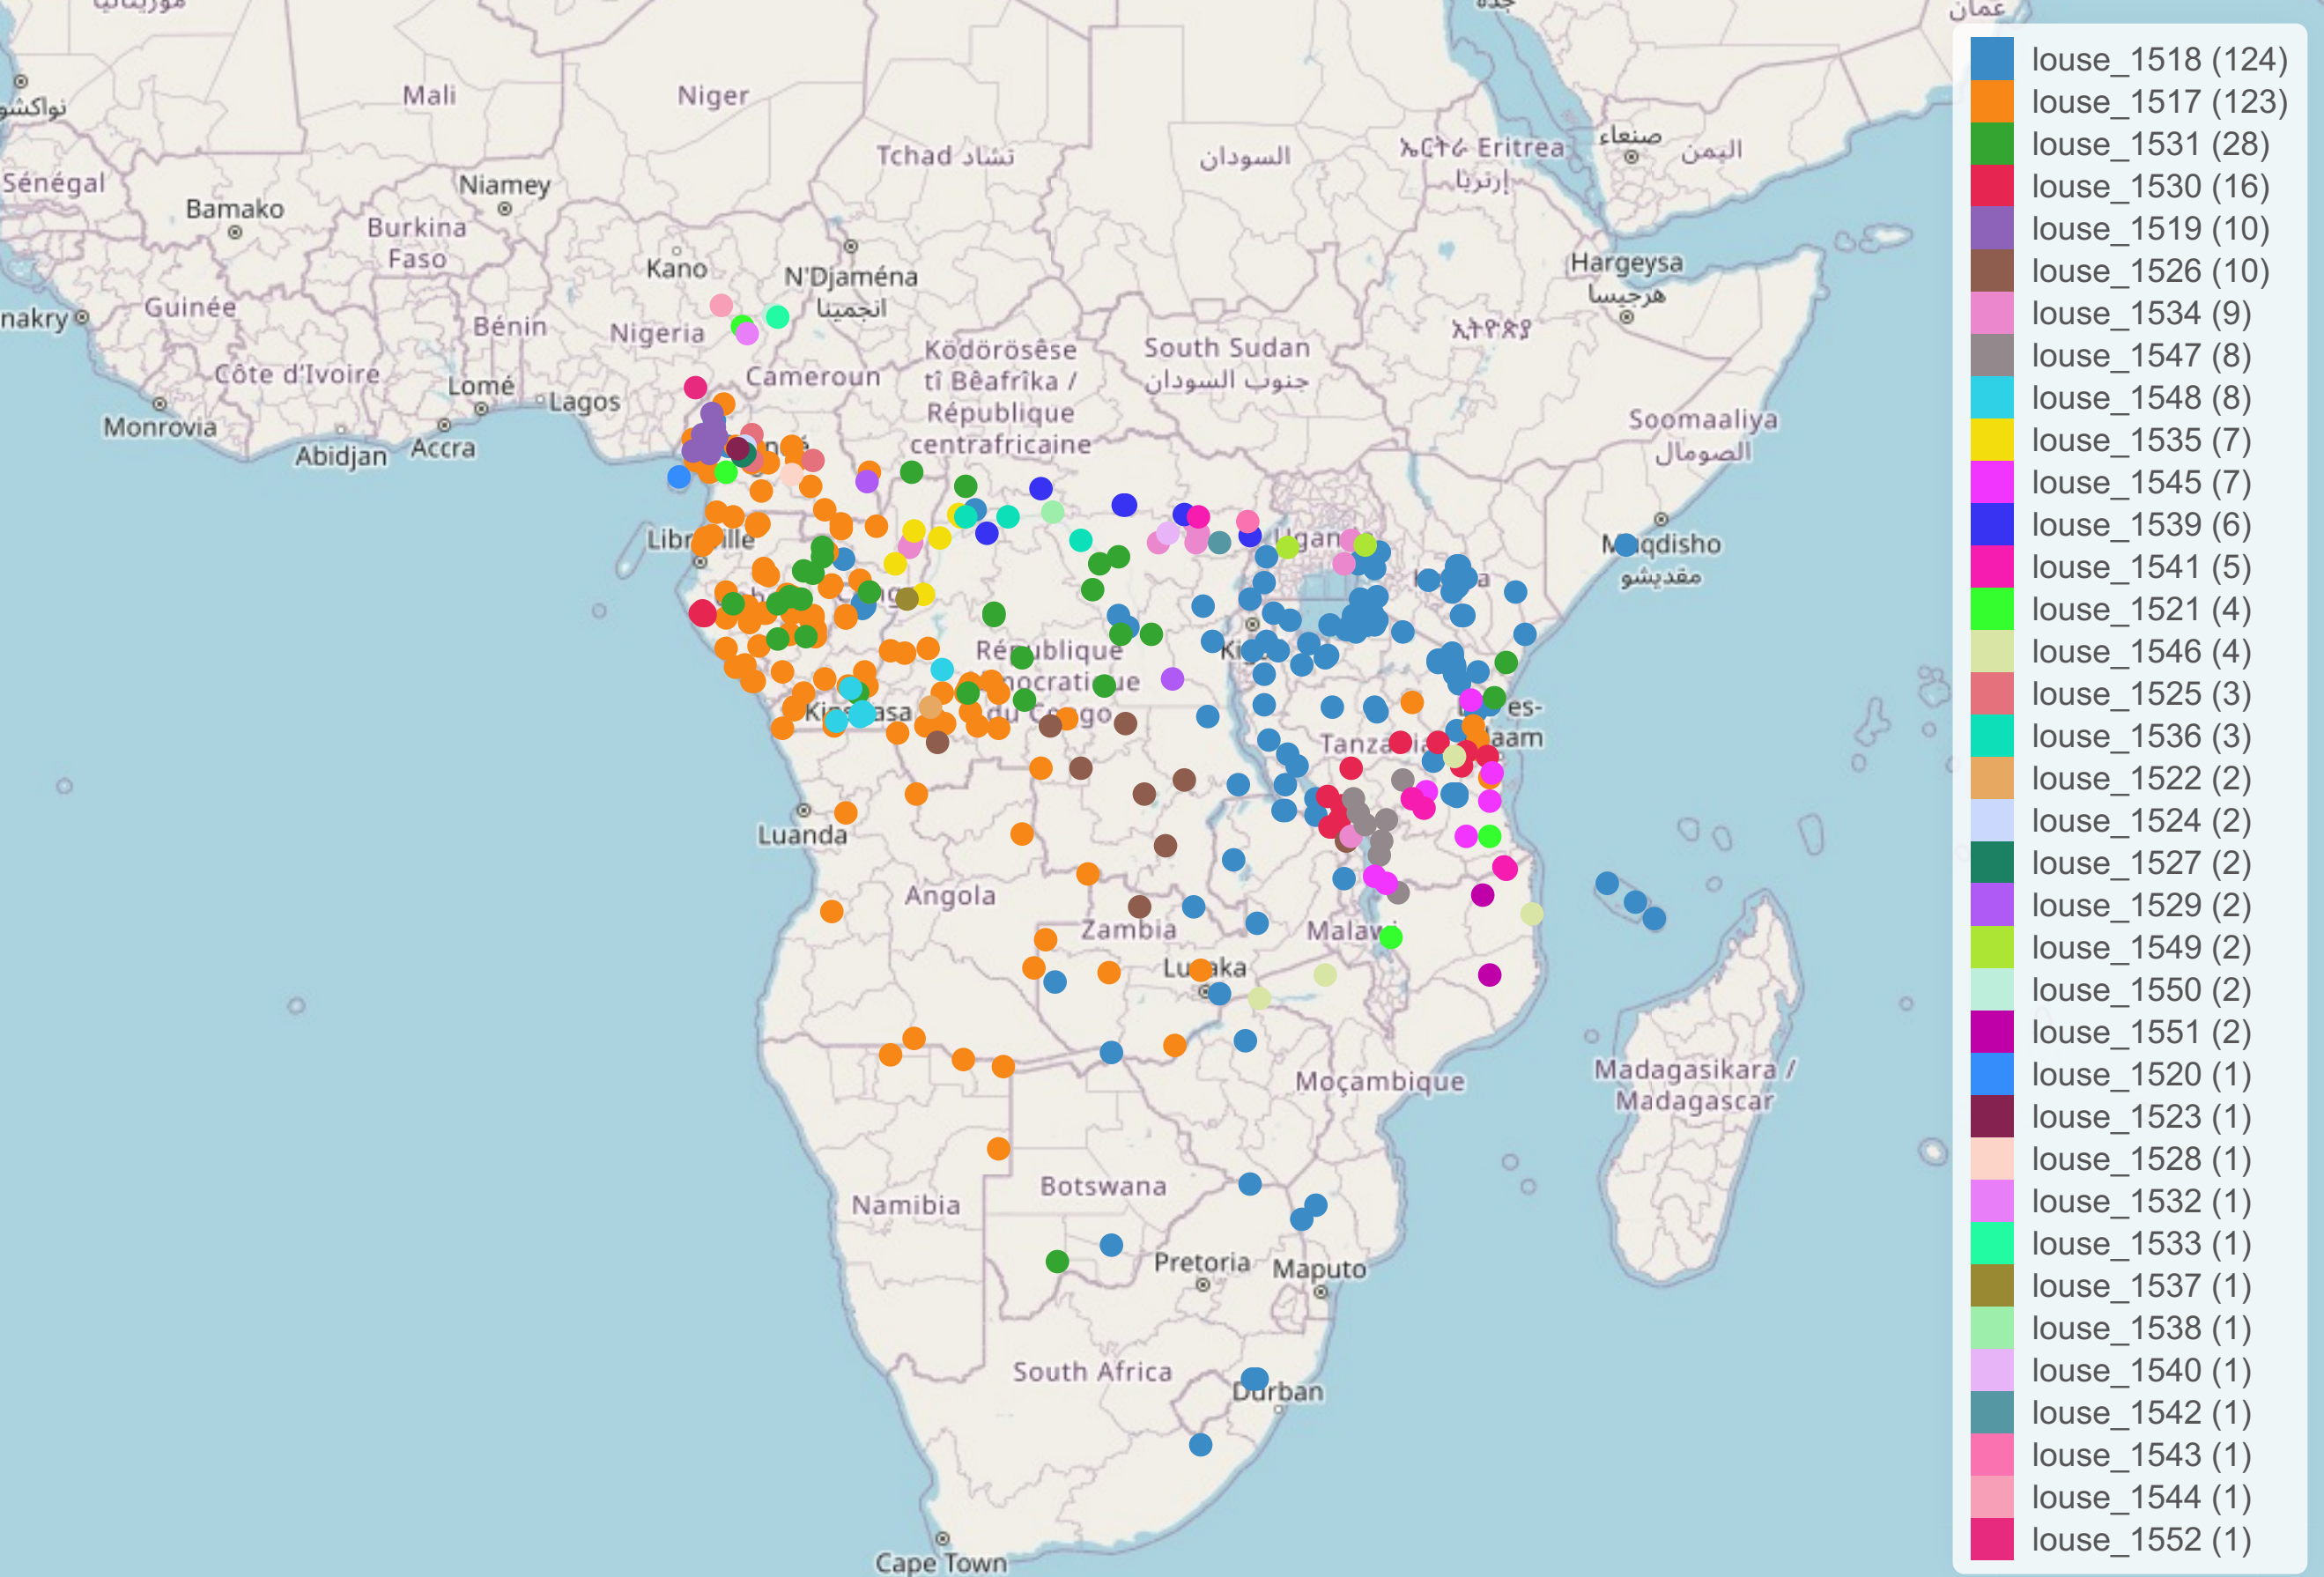 موريتانيا
جدة
عمان
Mali
Niger
نواكشو
Tchad تشاد
السودان
ኤርትራ Eritrea
إرتريا
صنعاء
اليمن
Sénégal
Niamey
Bamako
Burkina
Faso
Kano
N'Djaména
انجمينا
Hargeysa
هرجيسا
Guinée
nakry
Bénin
Nigeria
ኢትዮጵያ
Ködörösêse
tî Bêafrîka /
République
centrafricaine
South Sudan
جنوب السودان
Côte d'Ivoire
Lomé
Lagos
Cameroun
Monrovia
Abidjan
Accra
Soomaaliya
الصومال
Muqdisho
مقديشو
Kinshasa
Luanda
Tanzania
Angola
Zambia
Malawi
Lusaka
Moçambique
Madagasikara /
Madagascar
Namibia
Botswana
Pretoria
Maputo
South Africa
Durban
Cape Town
louse_1518 (124)
louse_1517 (123)
louse_1531 (28)
louse_1530 (16)
louse_1519 (10)
louse_1526 (10)
louse_1534 (9)
louse_1547 (8)
louse_1548 (8)
louse_1535 (7)
louse_1545 (7)
louse_1539 (6)
louse_1541 (5)
louse_1521 (4)
louse_1546 (4)
louse_1525 (3)
louse_1536 (3)
louse_1522 (2)
louse_1524 (2)
louse_1527 (2)
louse_1529 (2)
louse_1549 (2)
louse_1550 (2)
louse_1551 (2)
louse_1520 (1)
louse_1523 (1)
louse_1528 (1)
louse_1532 (1)
louse_1533 (1)
louse_1537 (1)
louse_1538 (1)
louse_1540 (1)
louse_1542 (1)
louse_1543 (1)
louse_1544 (1)
louse_1552 (1)